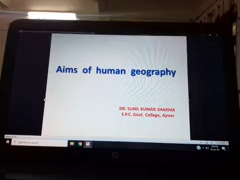 Aims of human geography
DR. SUNIL KUMAR SHARMA
S.P.C. Govt. College, Ajmer